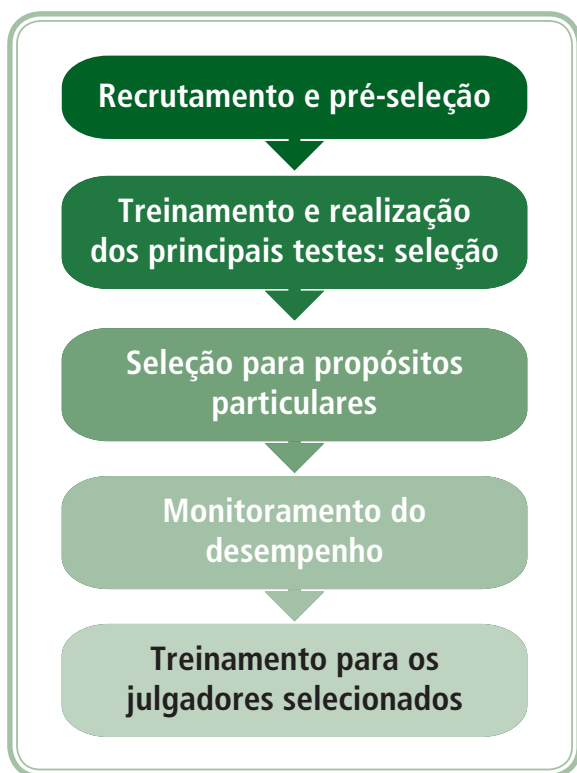 Recrutamento e pré-seleção
Treinamento e realização
dos principais testes: seleção
Seleção para propósitos
particulares
Monitoramento do
desempenho
Treinamento para os
julgadores selecionados